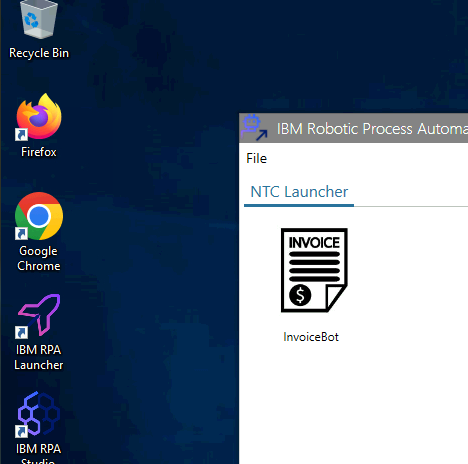 Recycle Bin
Firefox
Google
Chrome
IBM RPA
Launcher
IBM RPA
Studio
IBM Robotic Process Automa
File
NTC Launcher
INVOICE
$
InvoiceBot